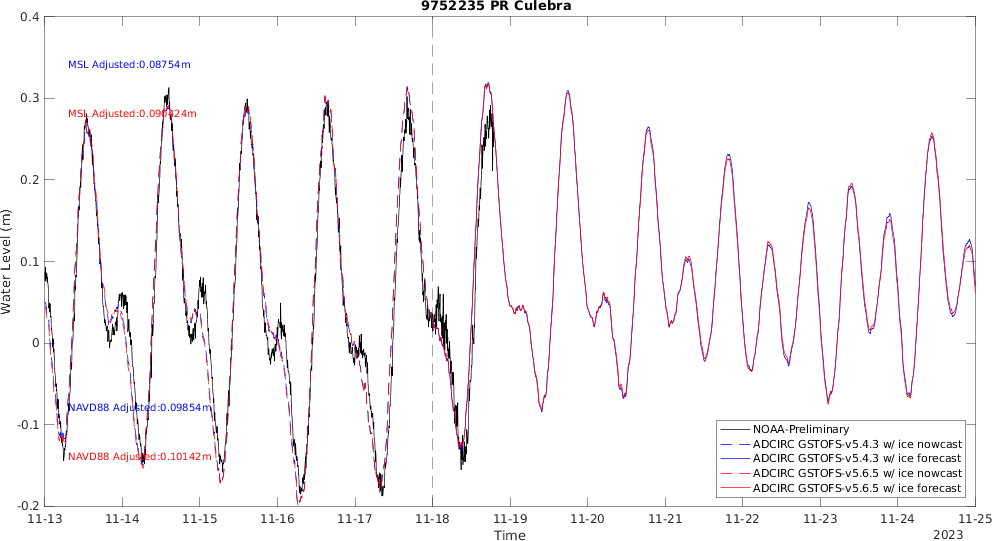 9752235 PR Culebra
0.4
0.3
0.2
0.1
0
-0.1
-0.2
Water Level (m)
MSL Adjusted:0.08754m
MSL Adjusted:0.090424m
NAVD88 Adjusted:0.09854m
NAVD88 Adjusted:0.10142m
NOAA-Preliminary
ADCIRC GSTOFS-v5.4.3 w/ ice nowcast
ADCIRC GSTOFS-v5.4.3 w/ ice forecast
ADCIRC GSTOFS-v5.6.5 w/ ice nowcast
ADCIRC GSTOFS-v5.6.5 w/ ice forecast
11-13 11-14 11-15 11-16 11-17 11-18 11-19 11-20 11-21 11-22 11-23 11-24 11-25
Time
2023